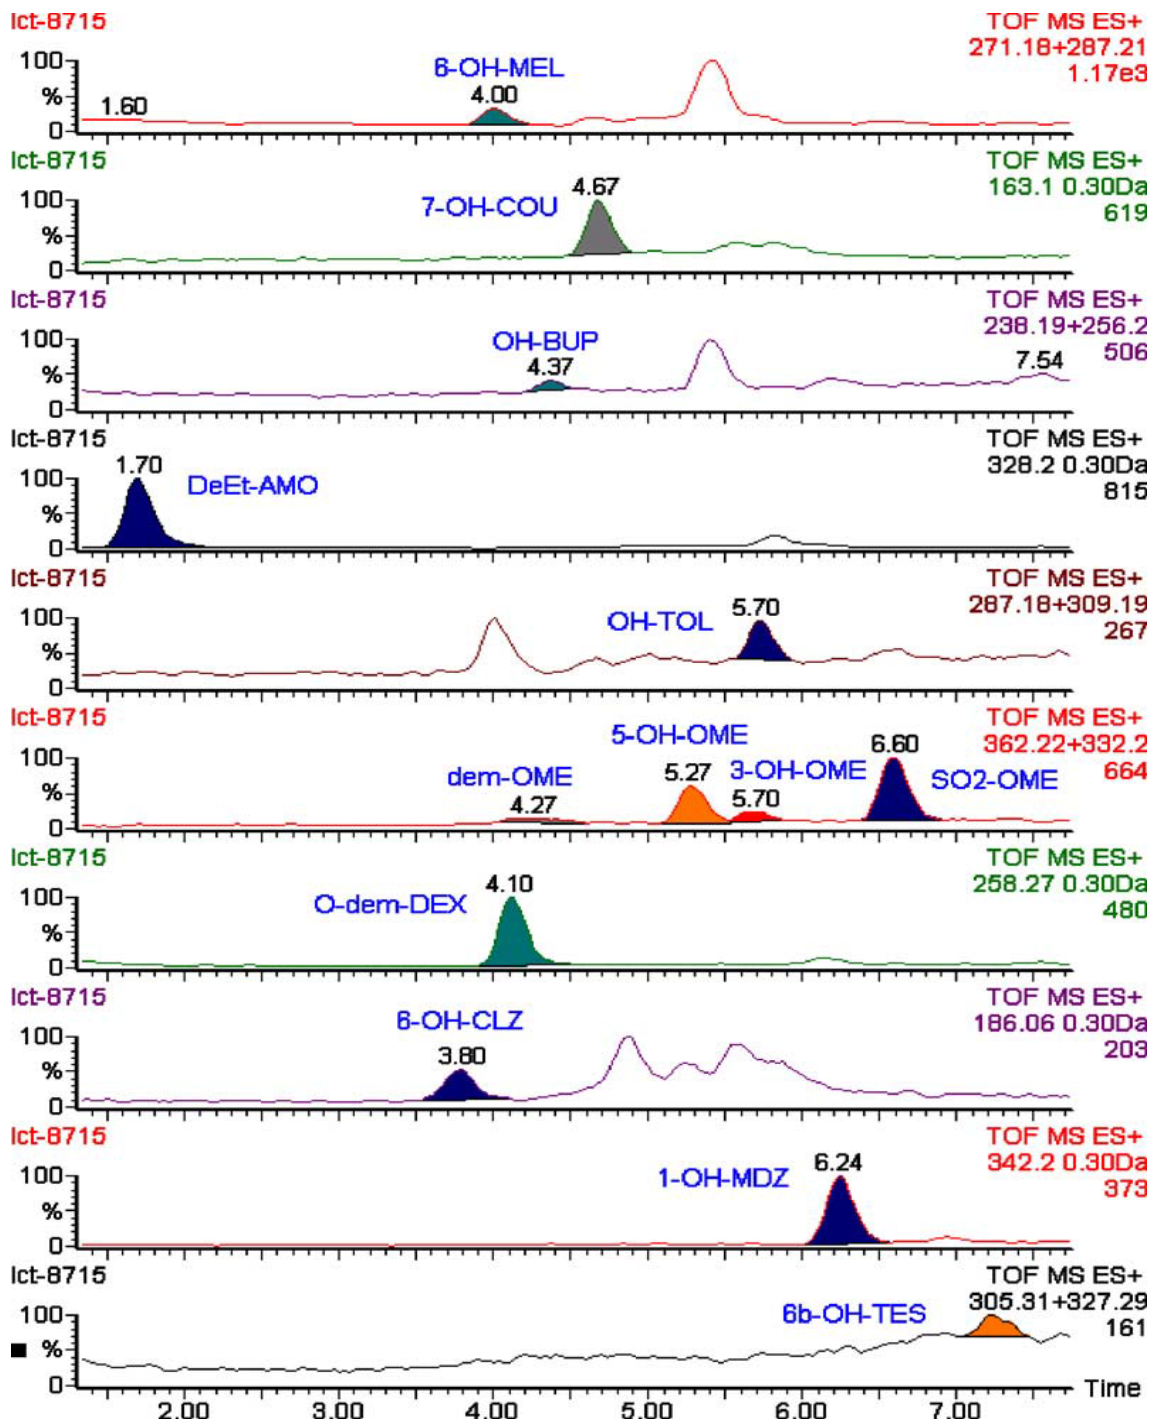 lct-8715 TOF MS ES+
271.18+287.21
6-OH-MEL 1.17e3
100 4.00
% 1.60
0
lct-8715 TOF MS ES+
163.1 0.30Da
100 4.67 619
7-OH-COU
%
0
lct-8715 TOF MS ES+
238.19+256.2
100 OH-BUP 506
4.37 7.54
%
0
lct-8715 TOF MS ES+
1.70 328.2 0.30Da
100 DeEt-AMO 815
%
0
lct-8715 TOF MS ES+
5.70 287.18+309.19
100 OH-TOL 267
%
0
lct-8715 TOF MS ES+
5-OH-OME 6.60 362.22+332.2
100 dem-OME 5.27 3-OH-OME SO2-OME 664
% 4.27 5.70
0
lct-8715 TOF MS ES+
4.10 258.27 0.30Da
100 O-dem-DEX 480
%
0
lct-8715 TOF MS ES+
6-OH-CLZ 186.06 0.30Da
100 3.80 203
%
0
lct-8715 TOF MS ES+
6.24 342.2 0.30Da
100 1-OH-MDZ 373
%
0
lct-8715 TOF MS ES+
305.31+327.29
100 6b-OH-TES 161
%
0 Time
2.00 3.00 4.00 5.00 6.00 7.00